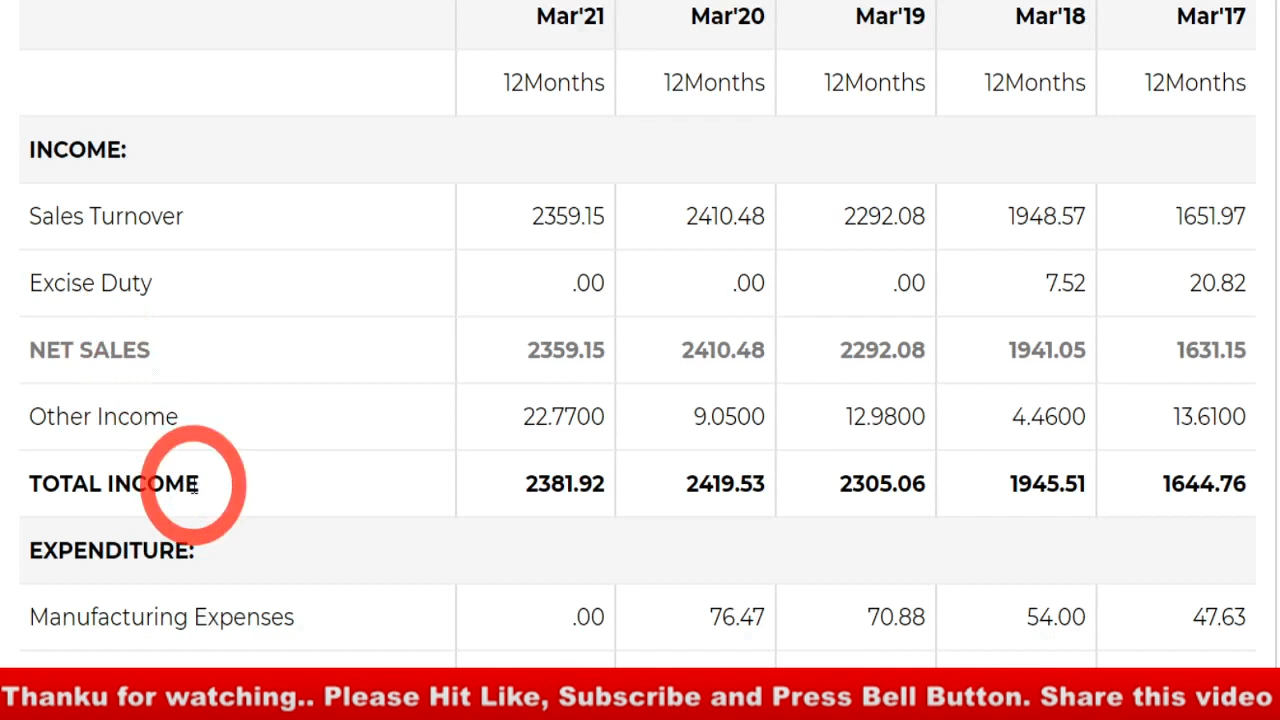 Mar'21 Mar'20 Mar'19 Mar'18 Mar'17
12Months 12Months 12Months 12Months 12Months
INCOME:
Sales Turnover 2359.15 2410.48 2292.08 1948.57 1651.97
Excise Duty .00 .00 .00 7.52 20.82
NET SALES 2359.15 2410.48 2292.08 1941.05 1631.15
Other Income 22.7700 9.0500 12.9800 4.4600 13.6100
TOTAL INCOME 2381.92 2419.53 2305.06 1945.51 1644.76
EXPENDITURE:
Manufacturing Expenses .00 76.47 70.88 54.00 47.63
Thanku for watching.. Please Hit Like, Subscribe and Press Bell Button. Share this video